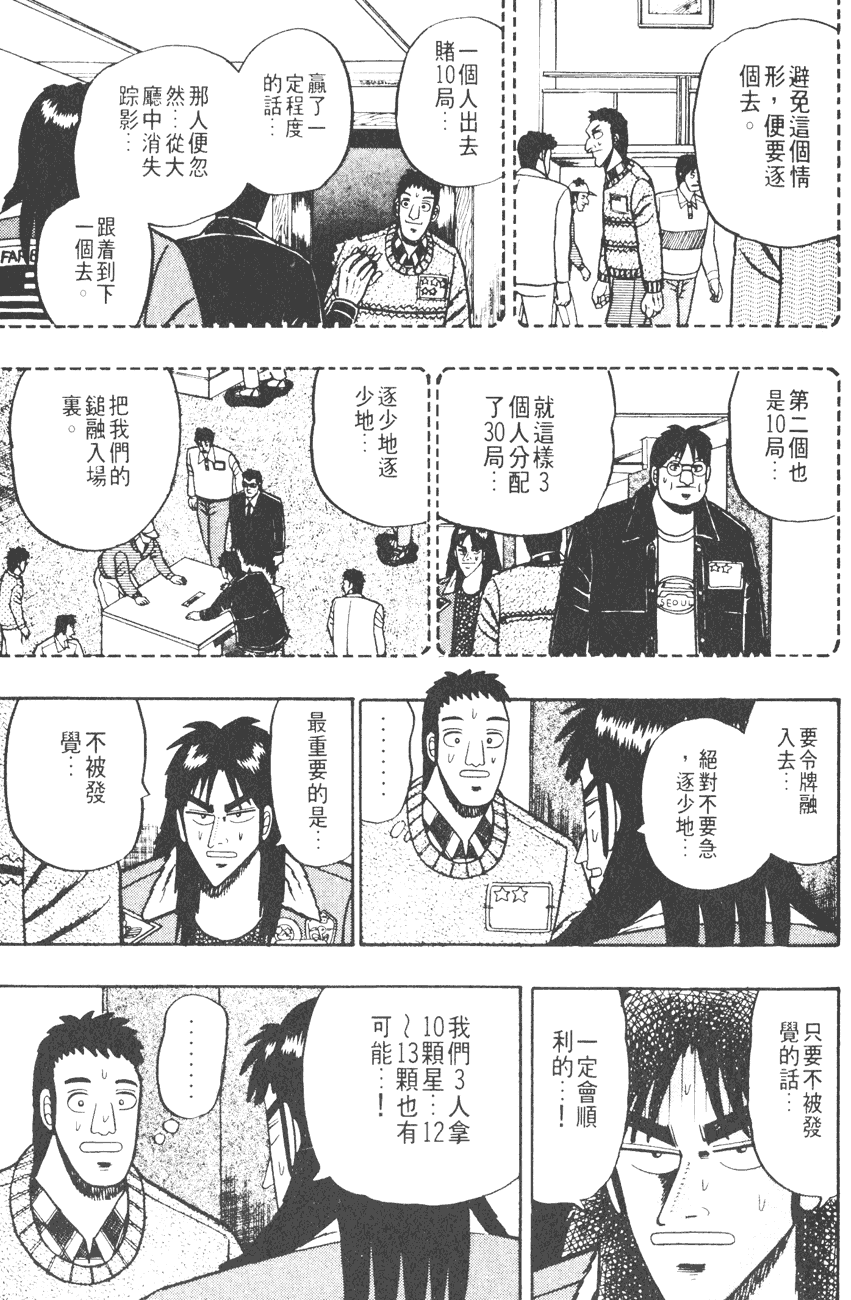 避免這個情
形，便要逐
個去。
一個人出去
賭10局…
贏了一
定程度
的話…
那人便忽
然…從大
廳中消失
踪影…
跟着到下
一個去。
FARE
第二個也
是10局…
就這樣3
個人分配
了30局…
SEOUL
逐少地逐
少地…
把我們的
鎚融入場
裏。
要令牌融
入去…
絕對不要急
，逐少地…
………
最重要的是…
不被發
覺…
只要不被發
覺的話…
一定會順
利的…！
我們3人拿
10顆星…12
～13顆也有
可能…！
………